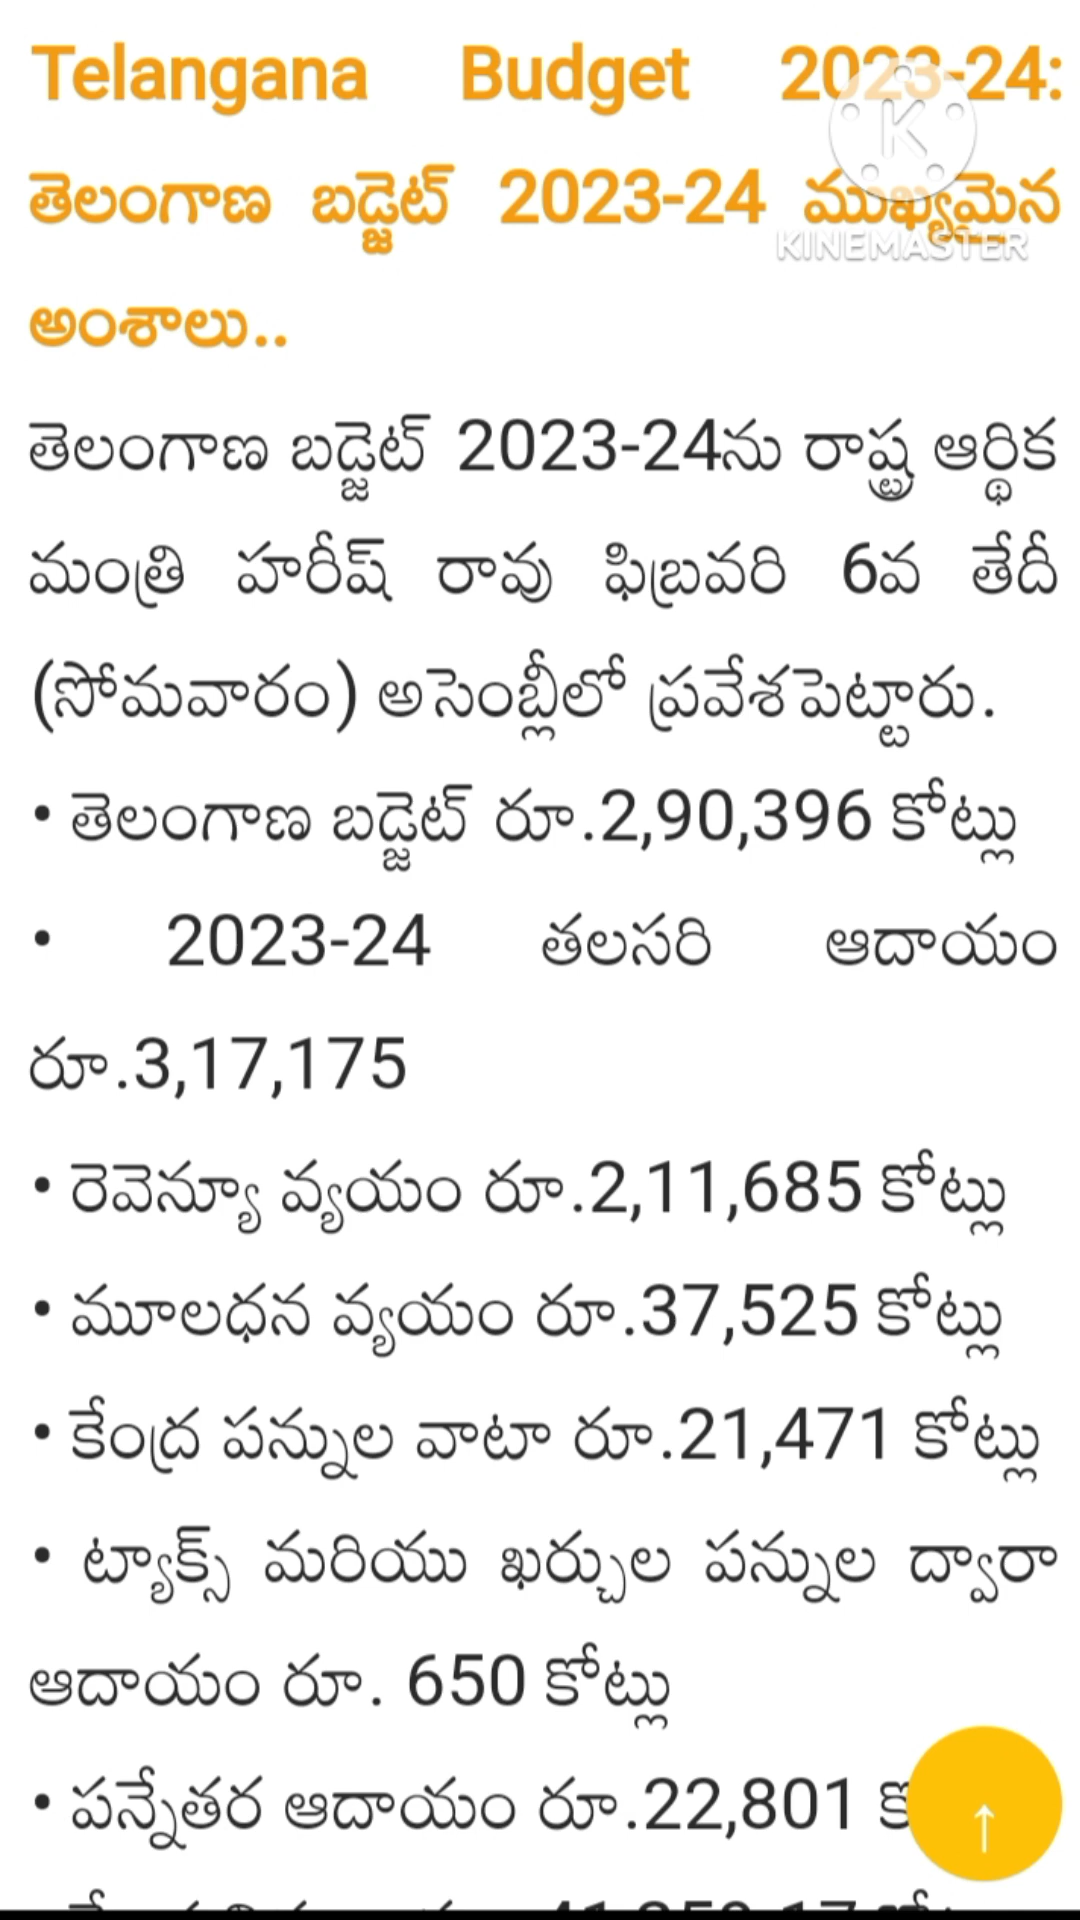 Telangana Budget 2023-24:
తెలంగాణ బడ్జెట్ 2023-24 ముఖ్యమైన
KINEMASTER
అంశాలు..
తెలంగాణ బడ్జెట్ 2023-24ను రాష్ట్ర ఆర్థిక
మంత్రి హరీష్ రావు ఫిబ్రవరి 6వ తేదీ
(సోమవారం) అసెంబ్లీలో ప్రవేశపెట్టారు.
• తెలంగాణ బడ్జెట్ రూ.2,90,396 కోట్లు
• 2023-24 తలసరి ఆదాయం
రూ.3,17,175
• రెవెన్యూ వ్యయం రూ.2,11,685 కోట్లు
• మూలధన వ్యయం రూ.37,525 కోట్లు
• కేంద్ర పన్నుల వాటా రూ.21,471 కోట్లు
• ట్యాక్స్ మరియు ఖర్చుల పన్నుల ద్వారా
ఆదాయం రూ. 650 కోట్లు
• పన్నేతర ఆదాయం రూ.22,801